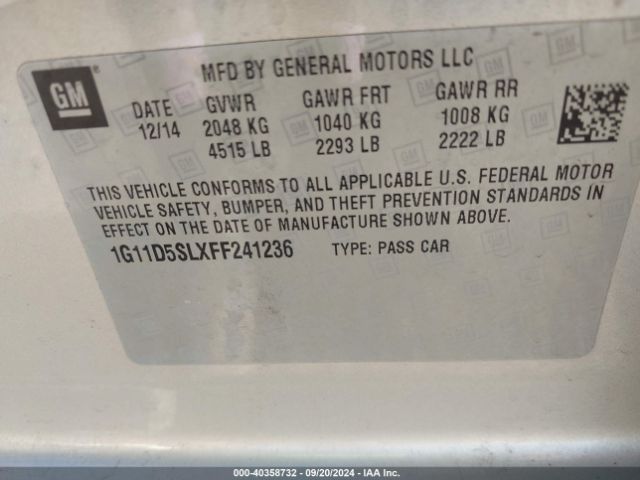 GM ®
MFD BY GENERAL MOTORS LLC
DATE GVWR GAWR FRT GAWR RR
12/14 2048 KG 1040 KG 1008 KG
4515 LB 2293 LB 2222 LB
THIS VEHICLE CONFORMS TO ALL APPLICABLE U.S. FEDERAL MOTOR
VEHICLE SAFETY, BUMPER, AND THEFT PREVENTION STANDARDS IN
EFFECT ON THE DATE OF MANUFACTURE SHOWN ABOVE.
1G11D5SLXFF241236 TYPE: PASS CAR
000-40358732 - 09/20/2024 - IAA Inc.